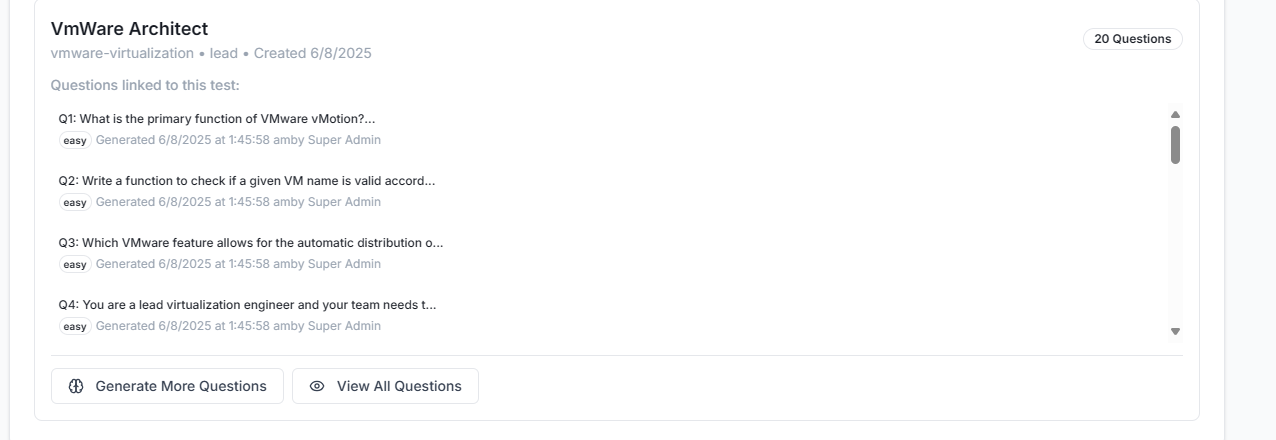 VmWare Architect
20 Questions
vmware-virtualization • lead • Created 6/8/2025
Questions linked to this test:
Q1: What is the primary function of VMware vMotion?...
easy Generated 6/8/2025 at 1:45:58 amby Super Admin
Q2: Write a function to check if a given VM name is valid accord...
easy Generated 6/8/2025 at 1:45:58 amby Super Admin
Q3: Which VMware feature allows for the automatic distribution o...
easy Generated 6/8/2025 at 1:45:58 amby Super Admin
Q4: You are a lead virtualization engineer and your team needs t...
easy Generated 6/8/2025 at 1:45:58 amby Super Admin
Generate More Questions
View All Questions